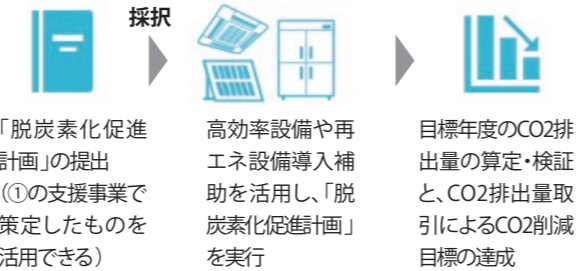 採択
「脱炭素化促進
計画」の提出
（①の支援事業で
策定したものを
活用できる）
高効率設備や再
エネ設備導入補
助を活用し、「脱
炭素化促進計画」
を実行
目標年度のCO2排
出量の算定・検証
と、CO2排出量取
引によるCO2削減
目標の達成